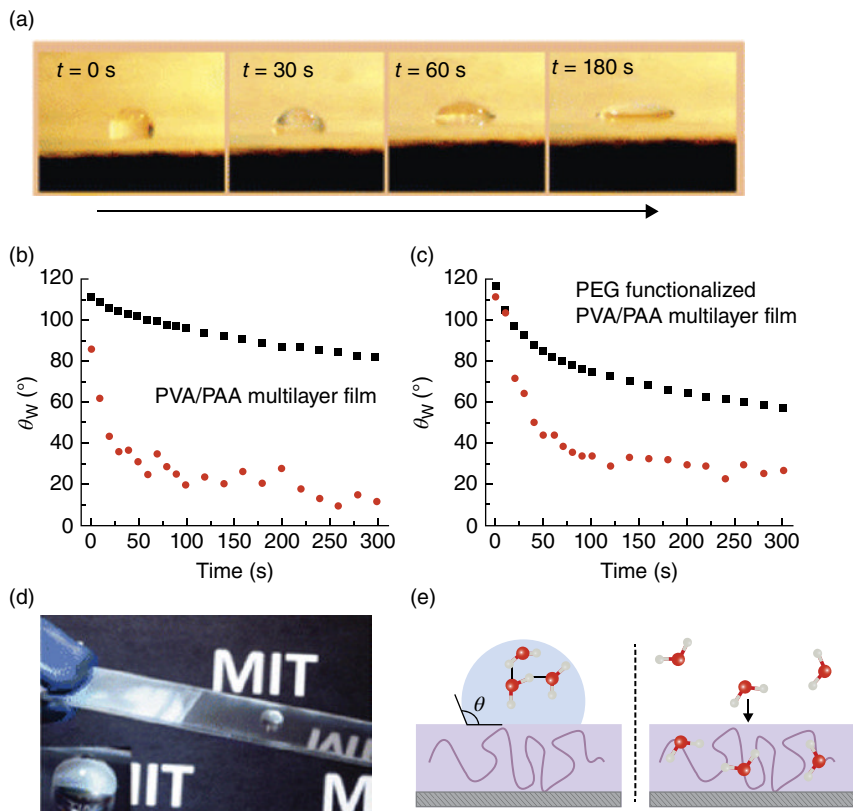 (a)
t = 0 s
t = 30 s
t = 60 s
t = 180 s
(b)
120
100
80
60
40
20
0
θW (°)
PVA/PAA multilayer film
0 50 100 150 200 250 300
Time (s)
(c)
120
100
80
60
40
20
0
θW (°)
PEG functionalized
PVA/PAA multilayer film
0 50 100 150 200 250 300
Time (s)
(d)
MIT
MIT
M
(e)
θ